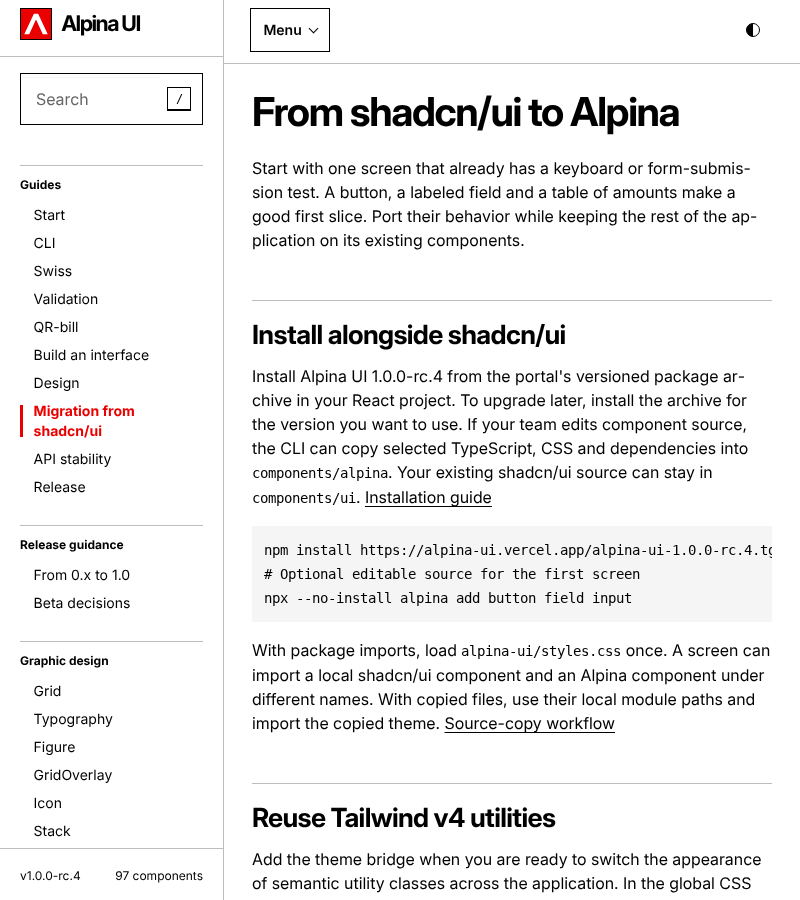 Alpina UI
Search /
Guides
Start
CLI
Swiss
Validation
QR-bill
Build an interface
Design
Migration from
shadcn/ui
API stability
Release
Release guidance
From 0.x to 1.0
Beta decisions
Graphic design
Grid
Typography
Figure
GridOverlay
Icon
Stack
v1.0.0-rc.4 97 components
Menu
From shadcn/ui to Alpina
Start with one screen that already has a keyboard or form-submis-
sion test. A button, a labeled field and a table of amounts make a
good first slice. Port their behavior while keeping the rest of the ap-
plication on its existing components.
Install alongside shadcn/ui
Install Alpina UI 1.0.0-rc.4 from the portal's versioned package ar-
chive in your React project. To upgrade later, install the archive for
the version you want to use. If your team edits component source,
the CLI can copy selected TypeScript, CSS and dependencies into
components/alpina. Your existing shadcn/ui source can stay in
components/ui. Installation guide
npm install https://alpina-ui.vercel.app/alpina-ui-1.0.0-rc.4.tg
# Optional editable source for the first screen
npx --no-install alpina add button field input
With package imports, load alpina-ui/styles.css once. A screen can
import a local shadcn/ui component and an Alpina component under
different names. With copied files, use their local module paths and
import the copied theme. Source-copy workflow
Reuse Tailwind v4 utilities
Add the theme bridge when you are ready to switch the appearance
of semantic utility classes across the application. In the global CSS